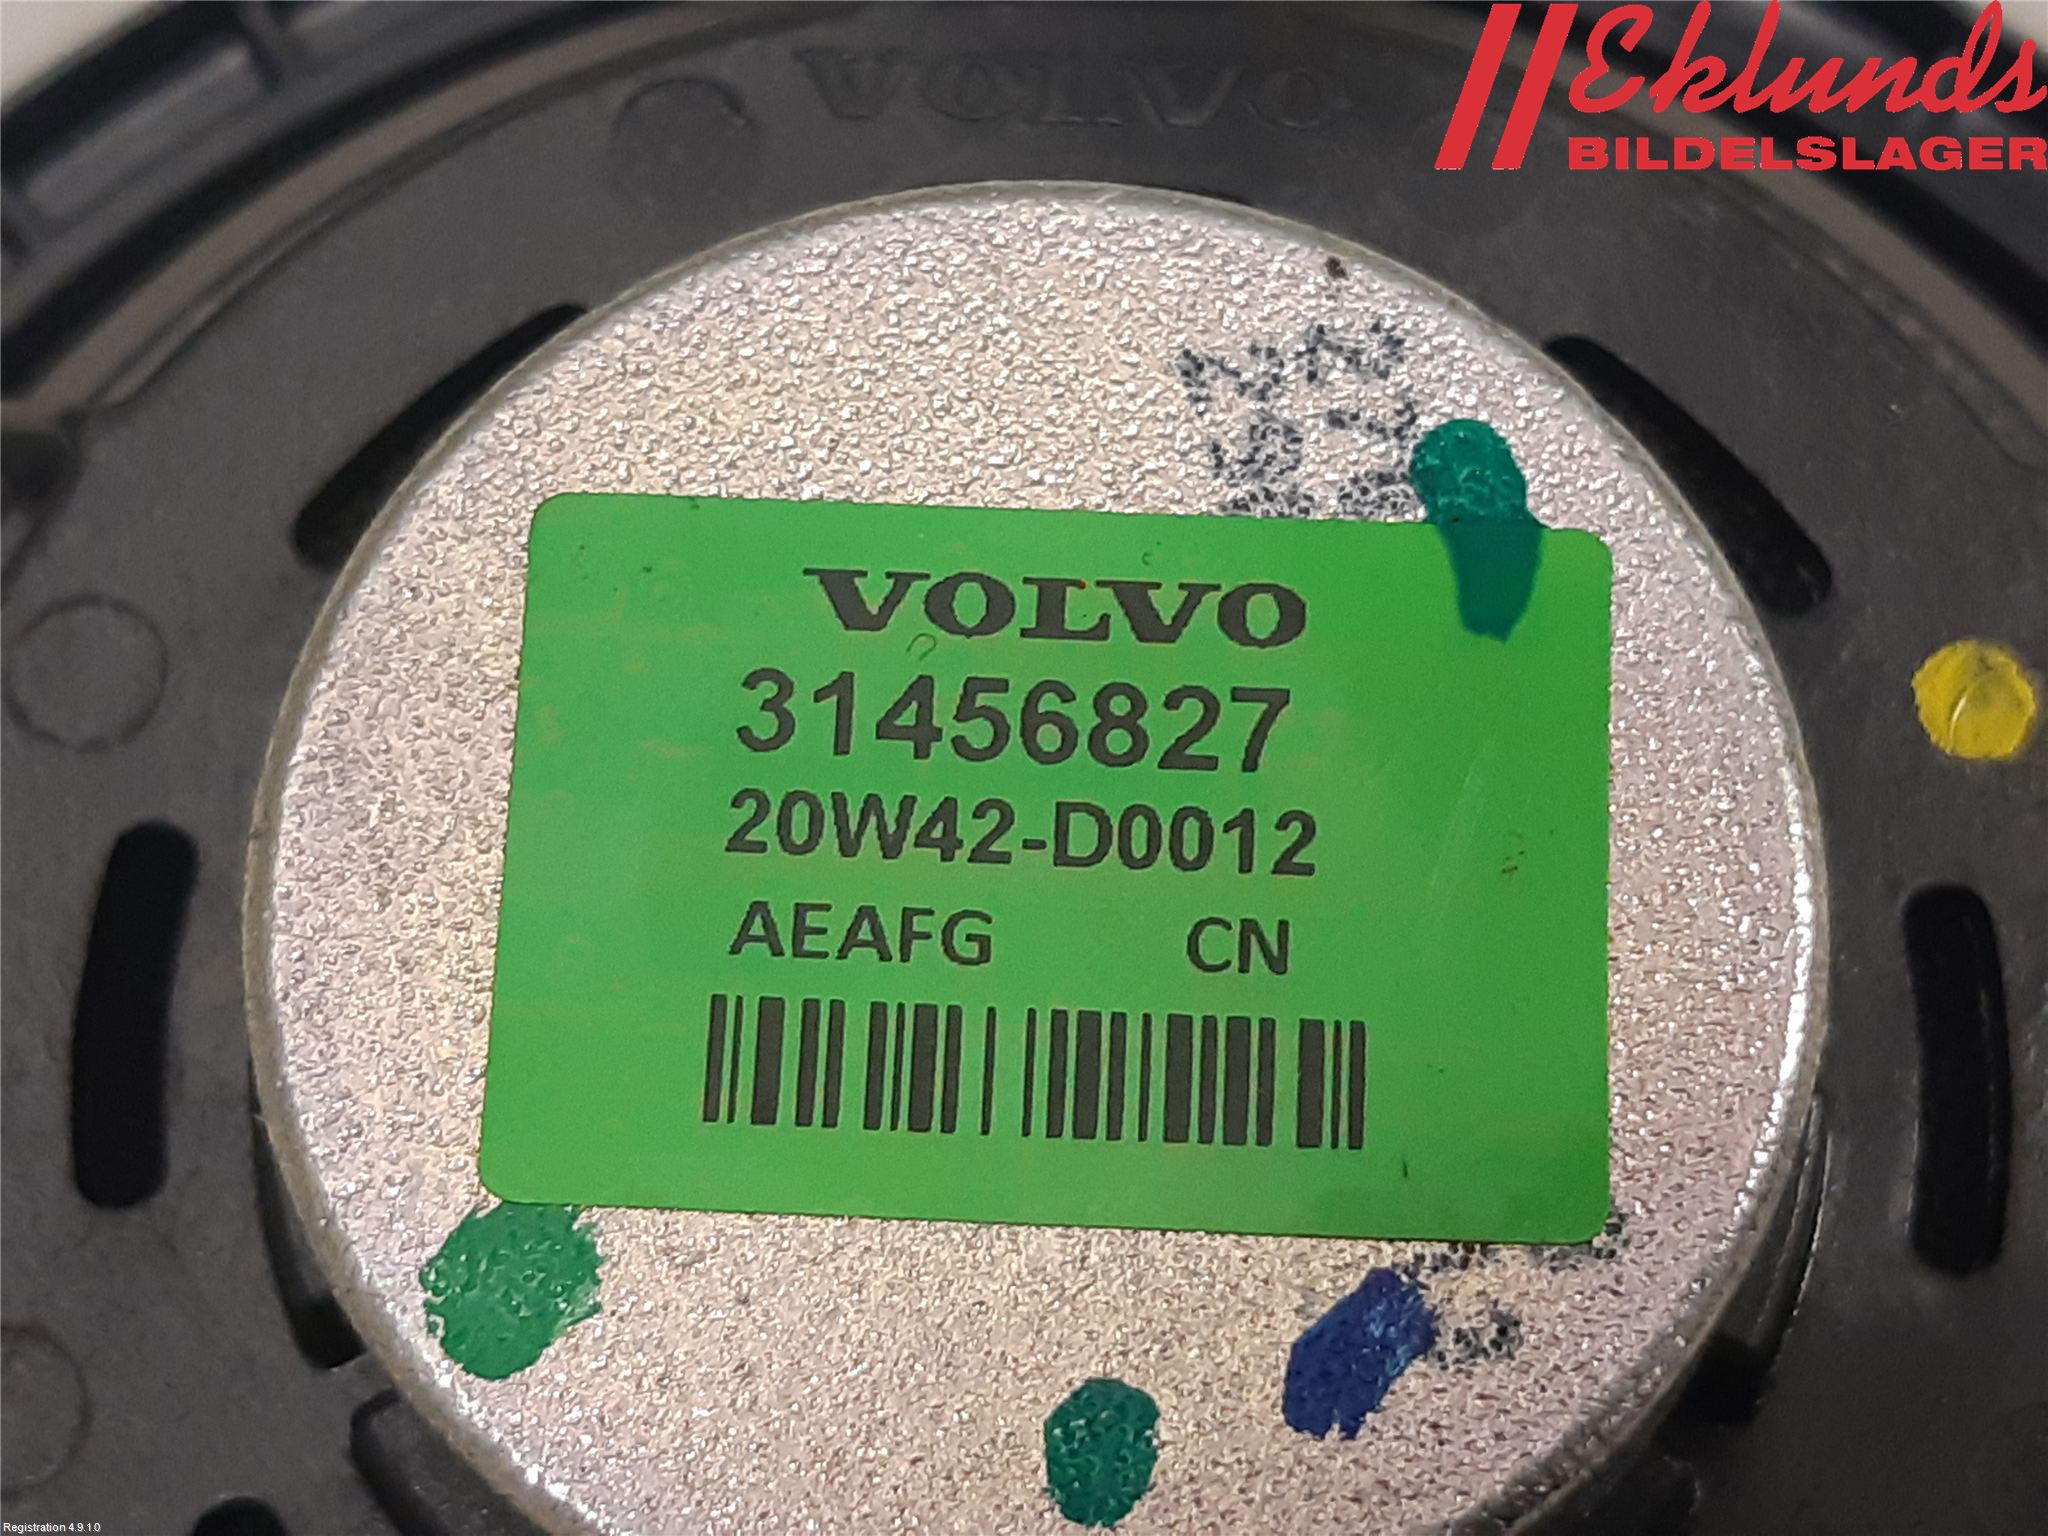 Eklunds
BILDELSLAGER
VOLVO
VOLVO
31456827
20W42-D0012
AEAFG CN
Registration 4.9.1.0